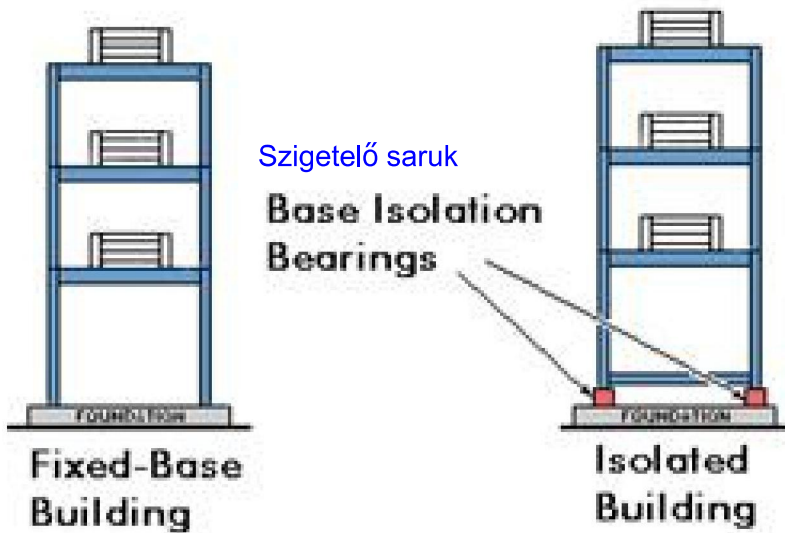 Szigetelő saruk
Base Isolation
Bearings
FOUNDATION
Fixed-Base
Building
FOUNDATION
Isolated
Building